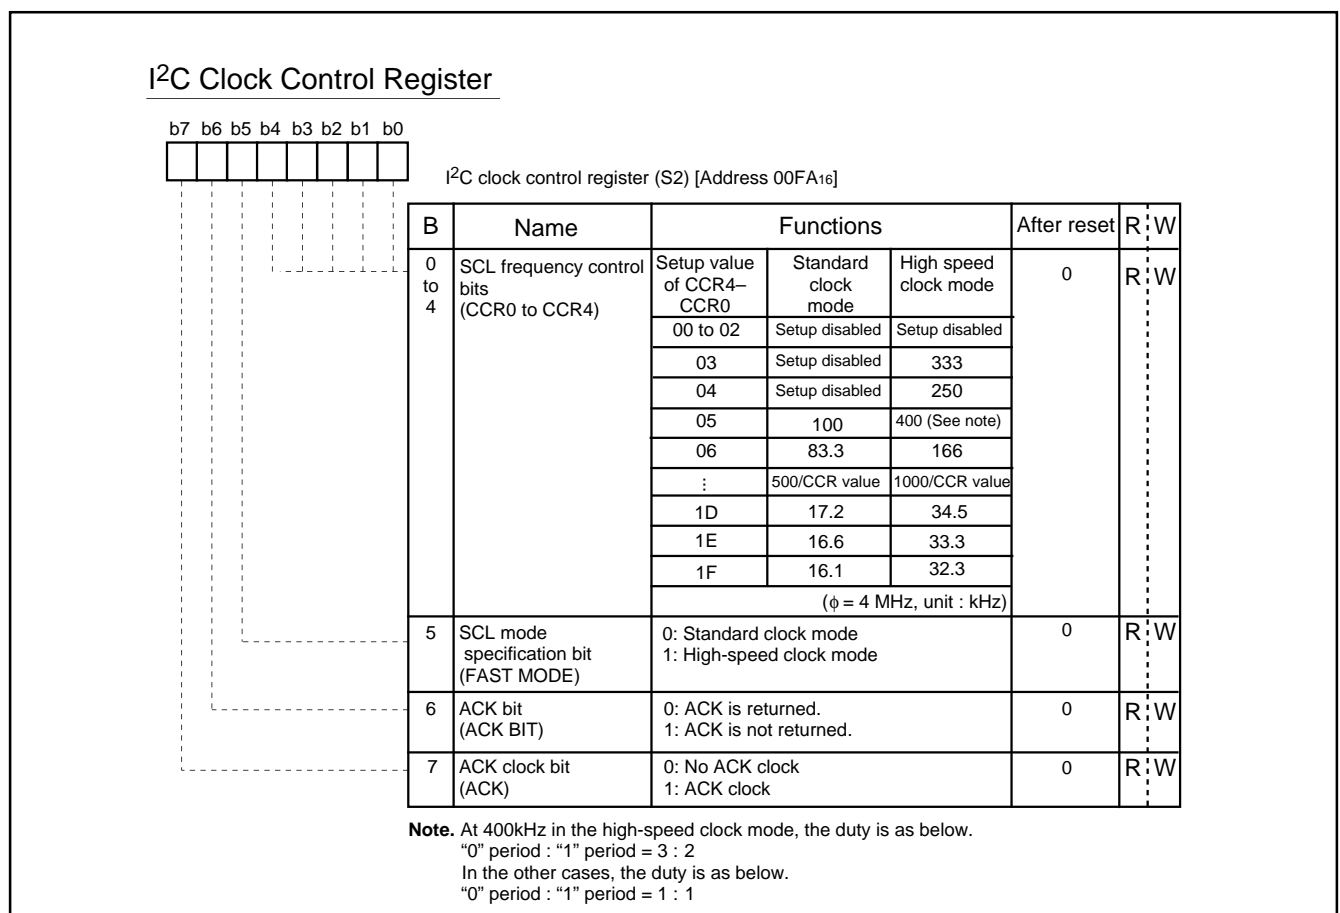 I2C Clock Control Register
b7 b6 b5 b4 b3 b2 b1 b0
I2C clock control register (S2) [Address 00FA16]
B Name Functions After reset R W
0 to 4 SCL frequency control bits (CCR0 to CCR4) 0 R W
Setup value of CCR4–CCR0 Standard clock mode High speed clock mode
00 to 02 Setup disabled Setup disabled
03 Setup disabled 333
04 Setup disabled 250
05 100 400 (See note)
06 83.3 166
⋮ 500/CCR value 1000/CCR value
1D 17.2 34.5
1E 16.6 33.3
1F 16.1 32.3
(ϕ = 4 MHz, unit : kHz)
5 SCL mode specification bit (FAST MODE) 0: Standard clock mode 0 R W
1: High-speed clock mode
6 ACK bit (ACK BIT) 0: ACK is returned. 0 R W
1: ACK is not returned.
7 ACK clock bit (ACK) 0: No ACK clock 0 R W
1: ACK clock
Note. At 400kHz in the high-speed clock mode, the duty is as below.
“0” period : “1” period = 3 : 2
In the other cases, the duty is as below.
“0” period : “1” period = 1 : 1